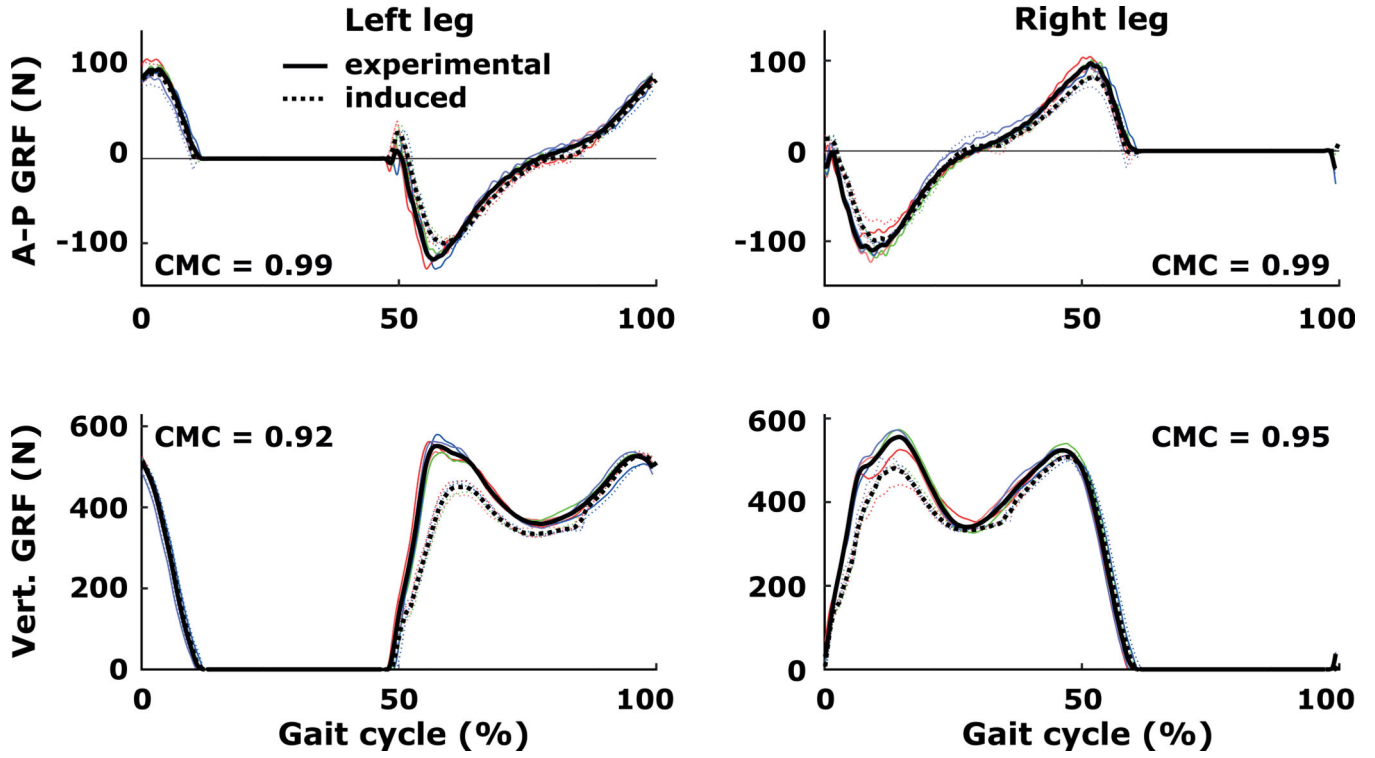 Left leg
Right leg
A-P GRF (N)
100
0
-100
experimental
induced
CMC = 0.99
0
50
100
100
0
-100
CMC = 0.99
0
50
100
Vert. GRF (N)
600
400
200
0
CMC = 0.92
0
50
100
Gait cycle (%)
600
400
200
0
CMC = 0.95
0
50
100
Gait cycle (%)